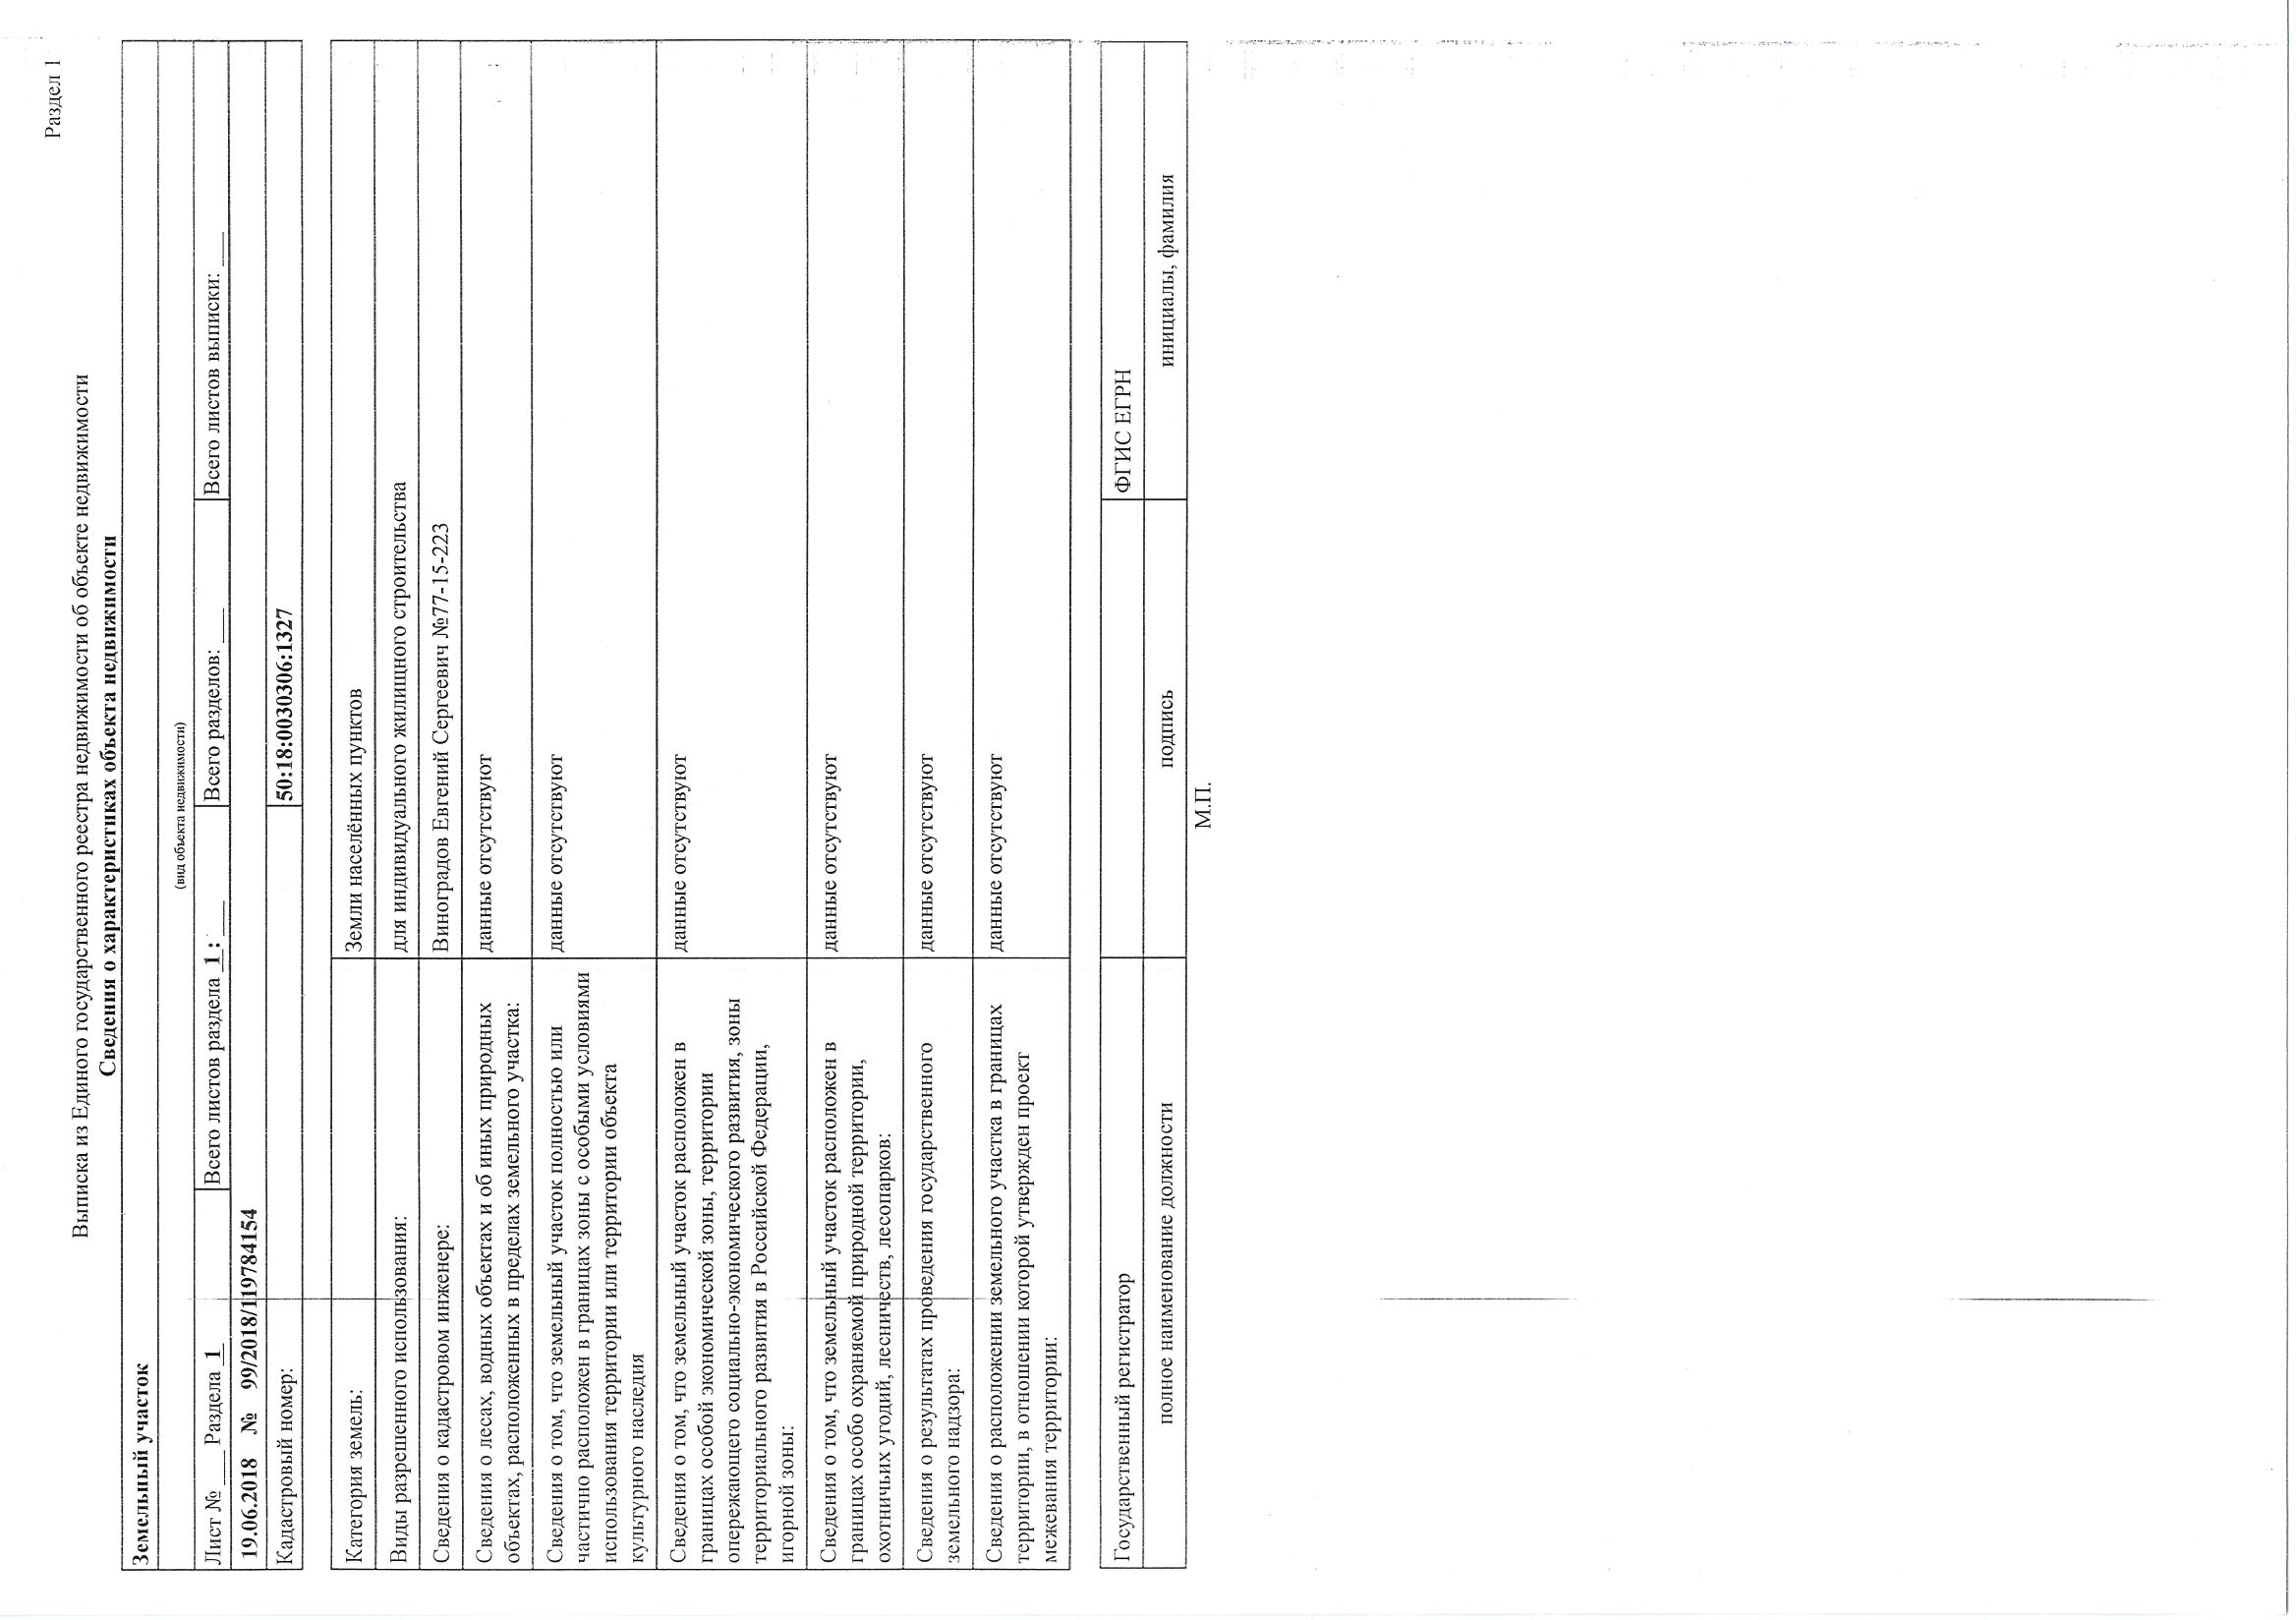 Раздел 1
Выписка из Единого государственного реестра недвижимости об объекте недвижимости
Сведения о характеристиках объекта недвижимости
Земельный участок
(вид объекта недвижимости)
Лист № ___ Раздела 1 Всего листов раздела 1 : ___ Всего разделов: ___ Всего листов выписки: ___
19.06.2018 № 99/2018/119784154
Кадастровый номер: 50:18:0030306:1327
Категория земель: Земли населённых пунктов
Виды разрешенного использования: для индивидуального жилищного строительства
Сведения о кадастровом инженере: Виноградов Евгений Сергеевич №77-15-223
Сведения о лесах, водных объектах и об иных природных
объектах, расположенных в пределах земельного участка:
данные отсутствуют
Сведения о том, что земельный участок полностью или
частично расположен в границах зоны с особыми условиями
использования территории или территории объекта
культурного наследия
данные отсутствуют
Сведения о том, что земельный участок расположен в
границах особой экономической зоны, территории
опережающего социально-экономического развития, зоны
территориального развития в Российской Федерации,
игорной зоны:
данные отсутствуют
Сведения о том, что земельный участок расположен в
границах особо охраняемой природной территории,
охотничьих угодий, лесничеств, лесопарков:
данные отсутствуют
Сведения о результатах проведения государственного
земельного надзора:
данные отсутствуют
Сведения о расположении земельного участка в границах
территории, в отношении которой утвержден проект
межевания территории:
данные отсутствуют
Государственный регистратор ФГИС ЕГРН
полное наименование должности подпись инициалы, фамилия
М.П.